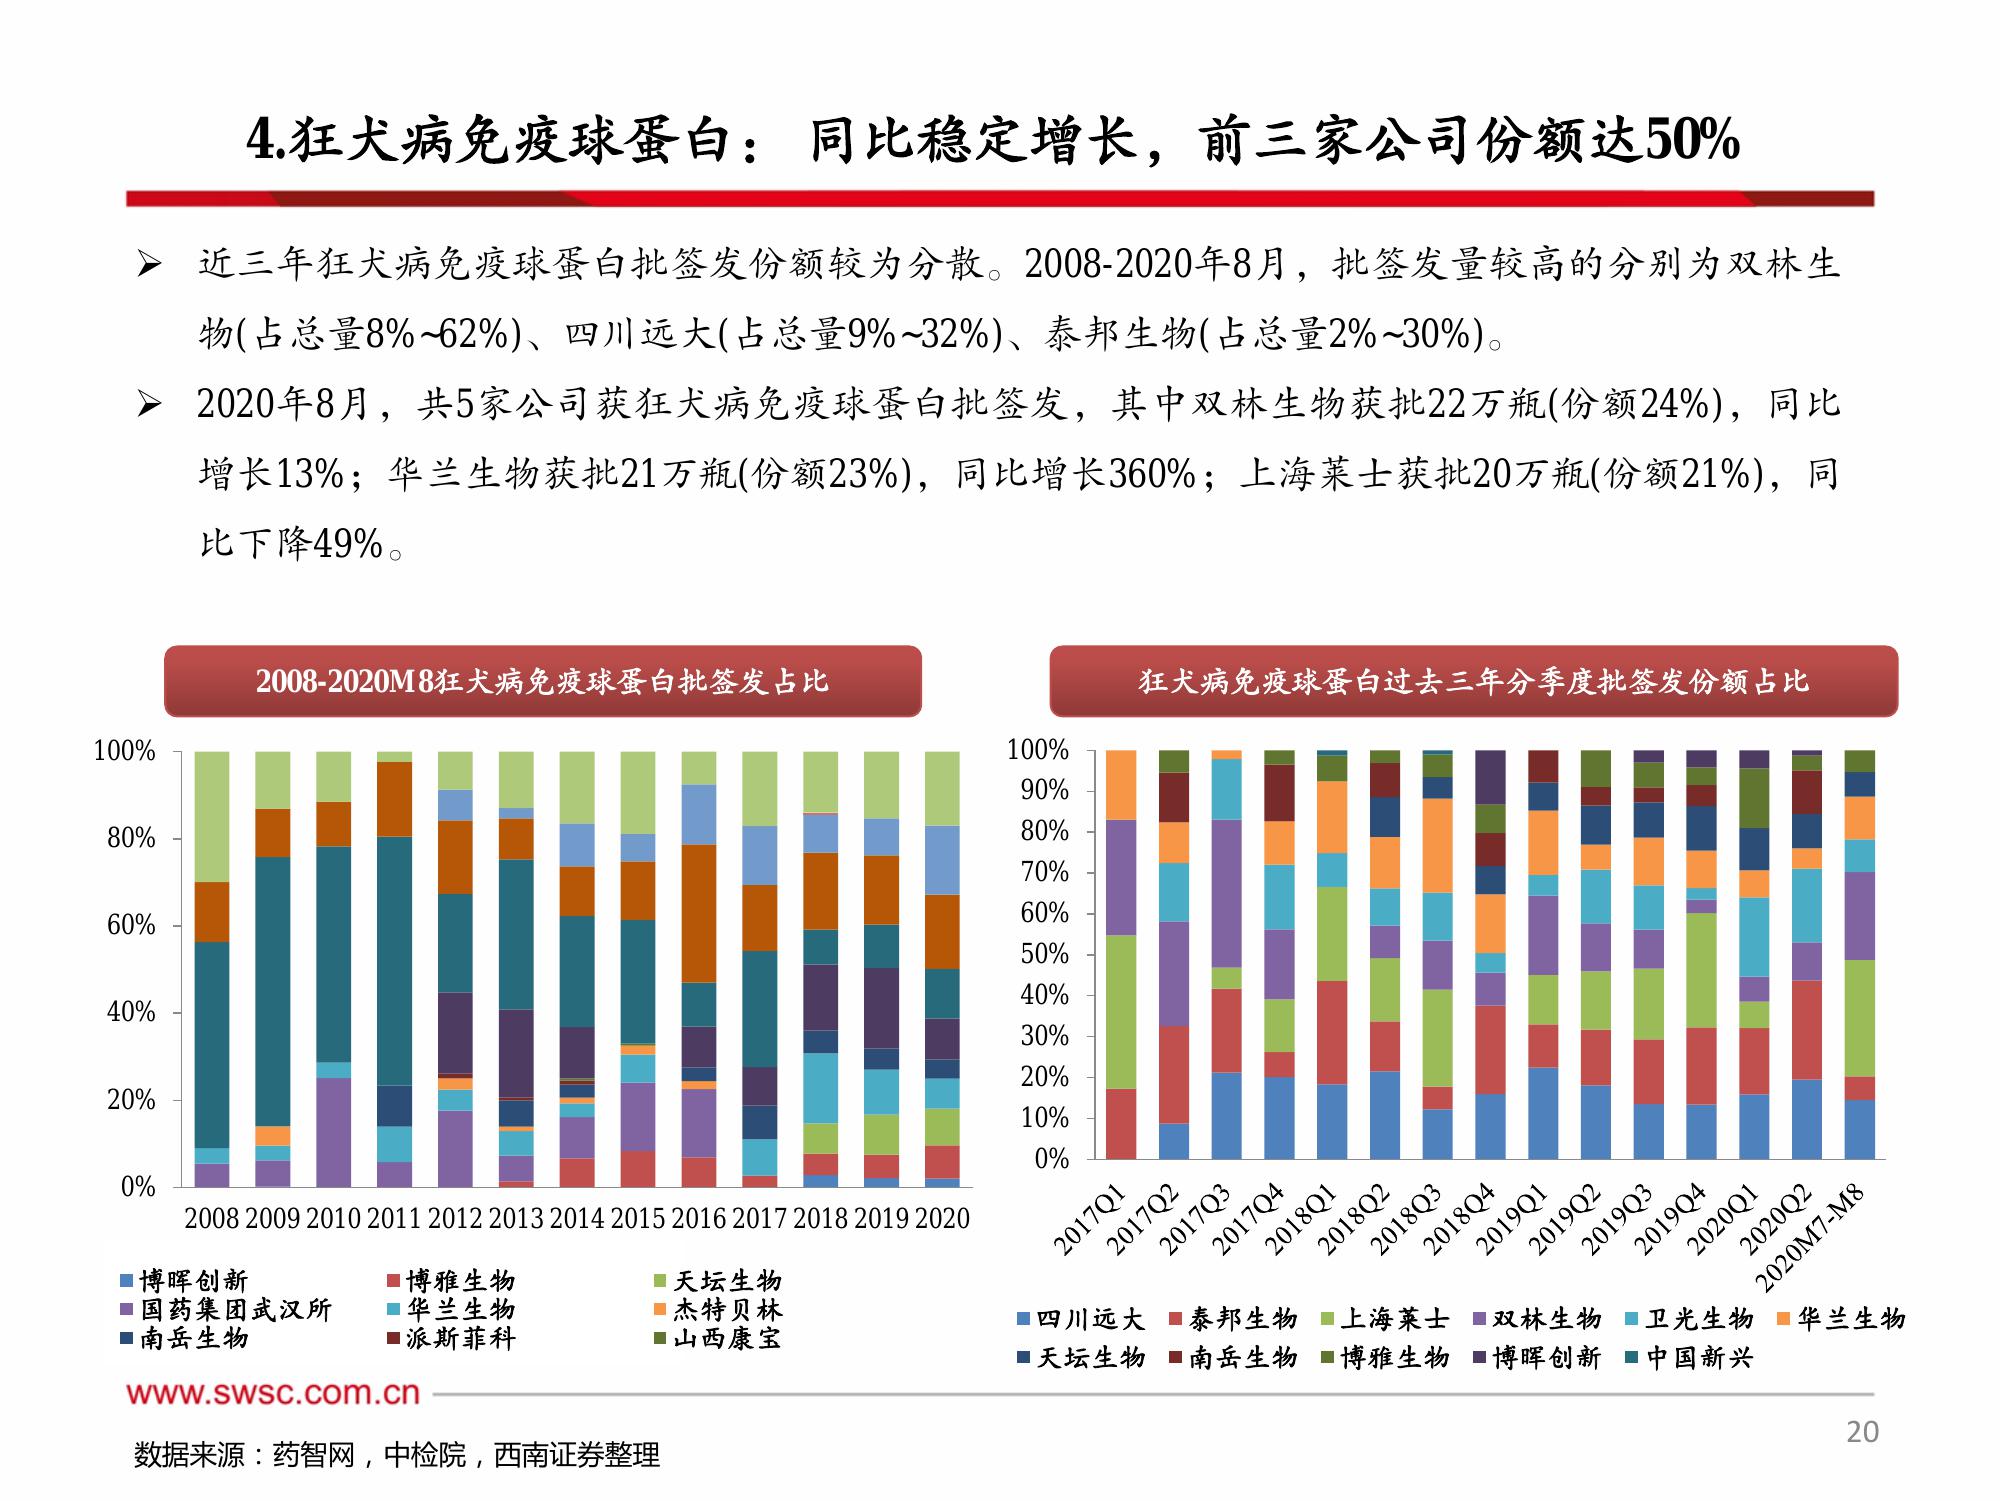 4.狂犬病免疫球蛋白： 同比稳定增长，前三家公司份额达50%
➢ 近三年狂犬病免疫球蛋白批签发份额较为分散。2008-2020年8月，批签发量较高的分别为双林生
物(占总量8%~62%)、四川远大(占总量9%~32%)、泰邦生物(占总量2%~30%)。
➢ 2020年8月，共5家公司获狂犬病免疫球蛋白批签发，其中双林生物获批22万瓶(份额24%)，同比
增长13%；华兰生物获批21万瓶(份额23%)，同比增长360%；上海莱士获批20万瓶(份额21%)，同
比下降49%。
2008-2020M8狂犬病免疫球蛋白批签发占比
100%
80%
60%
40%
20%
0%
2008 2009 2010 2011 2012 2013 2014 2015 2016 2017 2018 2019 2020
博晖创新 博雅生物 天坛生物
国药集团武汉所 华兰生物 杰特贝林
南岳生物 派斯菲科 山西康宝
狂犬病免疫球蛋白过去三年分季度批签发份额占比
100%
90%
80%
70%
60%
50%
40%
30%
20%
10%
0%
2017Q1 2017Q2 2017Q3 2017Q4 2018Q1 2018Q2 2018Q3 2018Q4 2019Q1 2019Q2 2019Q3 2019Q4 2020Q1 2020Q2 2020M7-M8
四川远大 泰邦生物 上海莱士 双林生物 卫光生物 华兰生物
天坛生物 南岳生物 博雅生物 博晖创新 中国新兴
www.swsc.com.cn
20
数据来源：药智网，中检院，西南证券整理